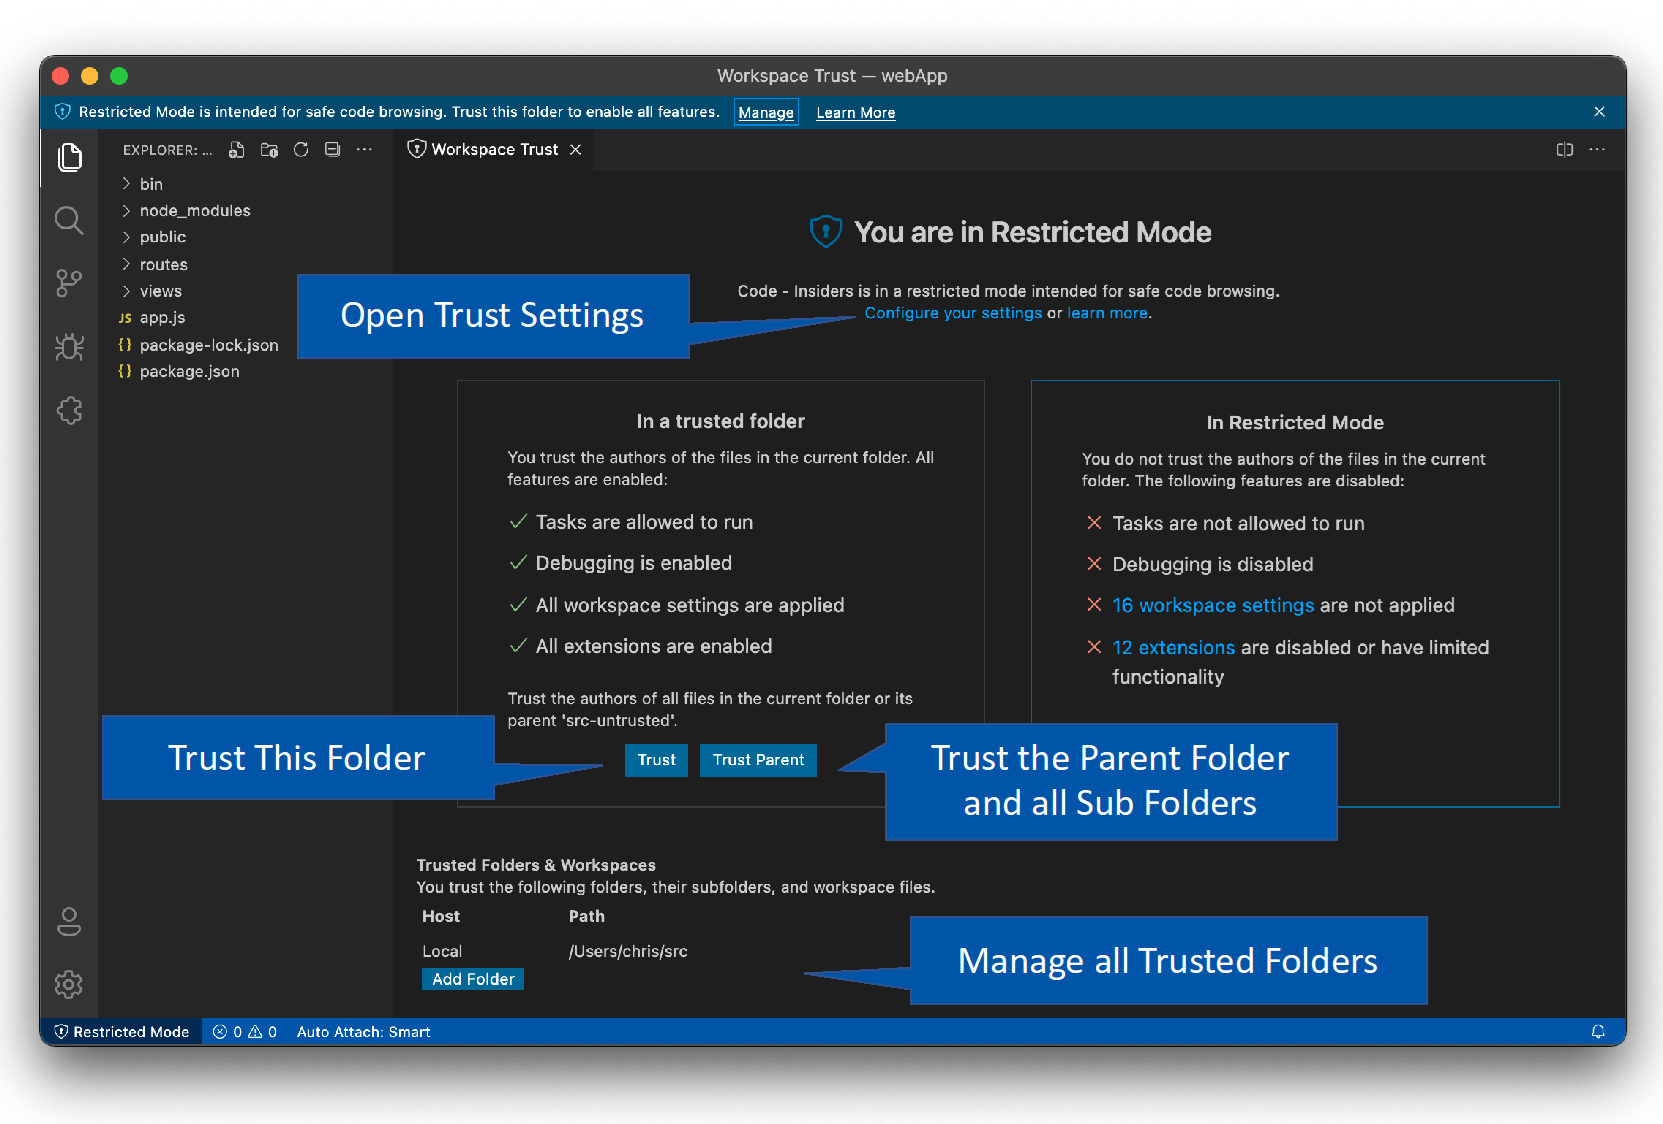 Workspace Trust — webApp
Restricted Mode is intended for safe code browsing. Trust this folder to enable all features. Manage Learn More
EXPLORER: ...
Workspace Trust
bin
node_modules
public
routes
views
JS app.js
{} package-lock.json
{} package.json
You are in Restricted Mode
Code - Insiders is in a restricted mode intended for safe code browsing.
Configure your settings or learn more.
Open Trust Settings
In a trusted folder
You trust the authors of the files in the current folder. All
features are enabled:
Tasks are allowed to run
Debugging is enabled
All workspace settings are applied
All extensions are enabled
Trust the authors of all files in the current folder or its
parent 'src-untrusted'.
Trust Trust Parent
In Restricted Mode
You do not trust the authors of the files in the current
folder. The following features are disabled:
Tasks are not allowed to run
Debugging is disabled
16 workspace settings are not applied
12 extensions are disabled or have limited
functionality
Trust This Folder
Trust the Parent Folder
and all Sub Folders
Trusted Folders & Workspaces
You trust the following folders, their subfolders, and workspace files.
Host Path
Local /Users/chris/src
Add Folder
Manage all Trusted Folders
Restricted Mode 0 0 Auto Attach: Smart